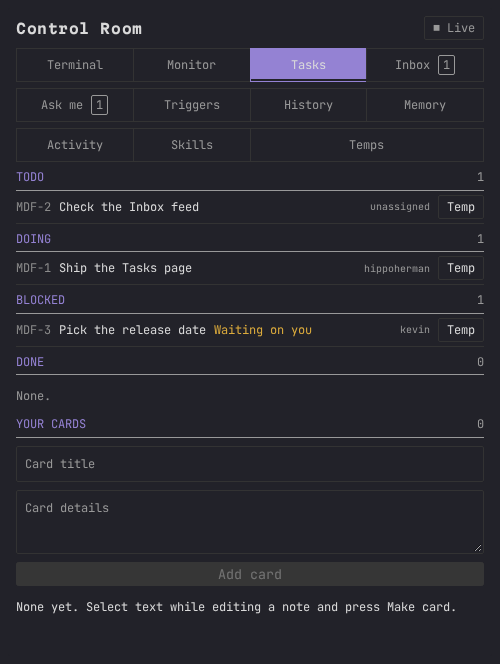 Control Room
Live
Terminal Monitor Tasks Inbox 1
Ask me 1 Triggers History Memory
Activity Skills Temps
TODO 1
MDF-2 Check the Inbox feed unassigned Temp
DOING 1
MDF-1 Ship the Tasks page hippoherman Temp
BLOCKED 1
MDF-3 Pick the release date Waiting on you kevin Temp
DONE 0
None.
YOUR CARDS 0
Card title
Card details
Add card
None yet. Select text while editing a note and press Make card.